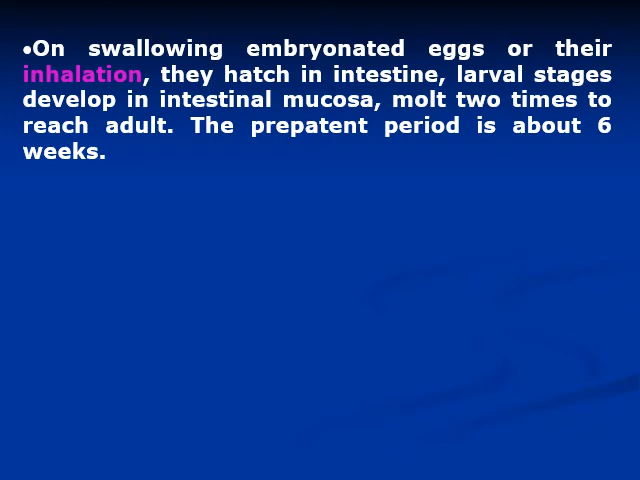 •On swallowing embryonated eggs or their
inhalation, they hatch in intestine, larval stages
develop in intestinal mucosa, molt two times to
reach adult. The prepatent period is about 6
weeks.